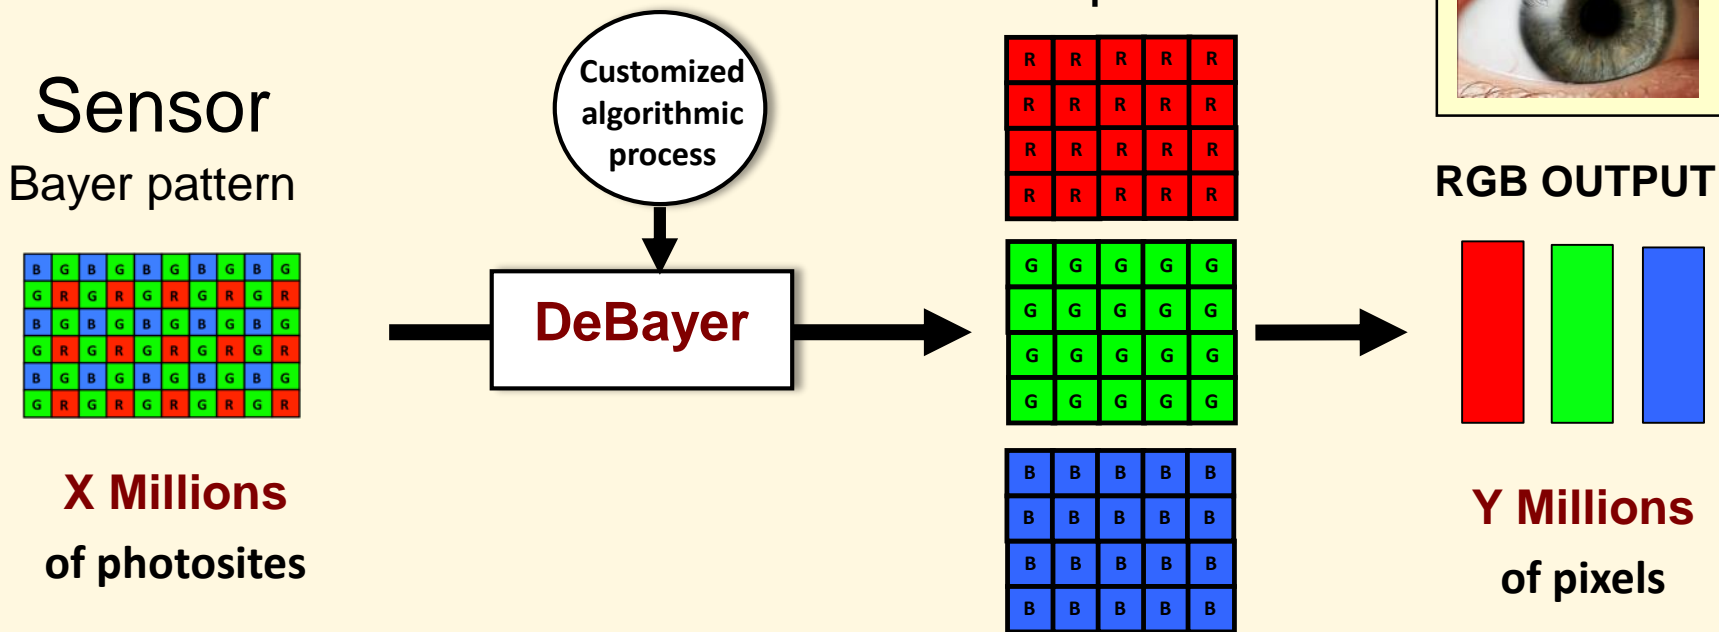 Sensor
Bayer pattern
B G B G B G B G B G
G R G R G R G R G R
B G B G B G B G B G
G R G R G R G R G R
B G B G B G B G B G
G R G R G R G R G R
X Millions
of photosites
Customized
algorithmic
process
DeBayer
R R R R R
R R R R R
R R R R R
R R R R R
G G G G G
G G G G G
G G G G G
G G G G G
B B B B B
B B B B B
B B B B B
B B B B B
RGB OUTPUT
Y Millions
of pixels